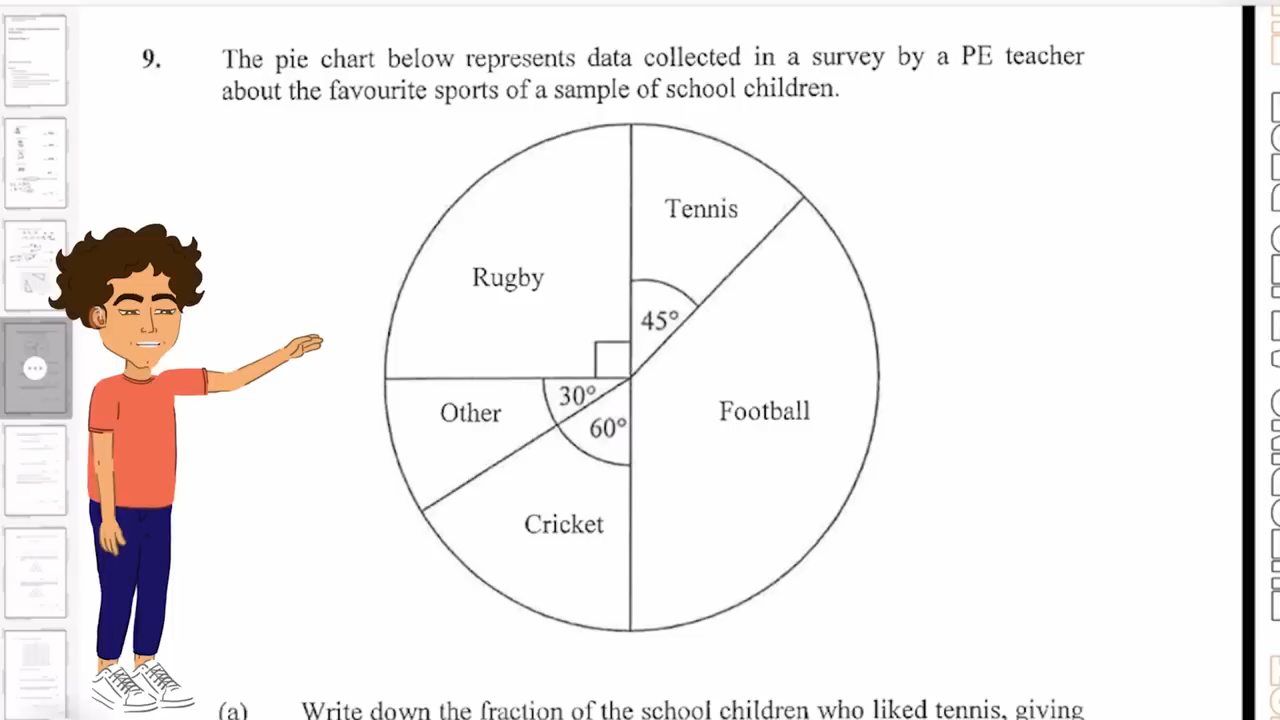 9. The pie chart below represents data collected in a survey by a PE teacher
about the favourite sports of a sample of school children.
Tennis
Rugby
45°
30°
Other
60°
Football
Cricket
(a) Write down the fraction of the school children who liked tennis, giving